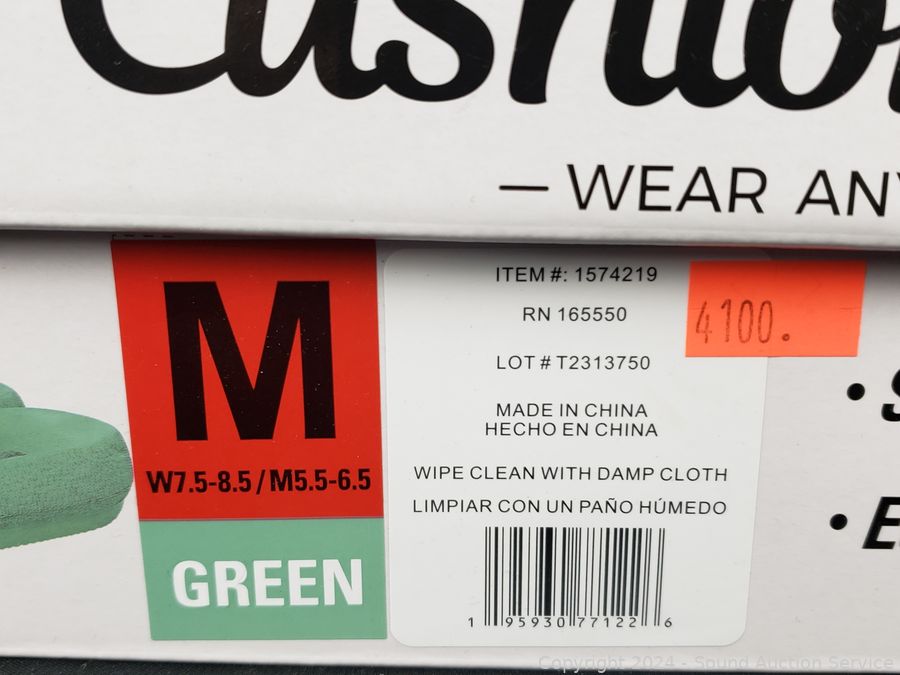 Cushio
— WEAR ANY
M
W7.5-8.5 / M5.5-6.5
GREEN
ITEM #: 1574219
RN 165550
LOT # T2313750
MADE IN CHINA
HECHO EN CHINA
WIPE CLEAN WITH DAMP CLOTH
LIMPIAR CON UN PAÑO HÚMEDO
1 95930 77122 6
4100.
• S
• E
Copyright 2024 - Sound Auction Service